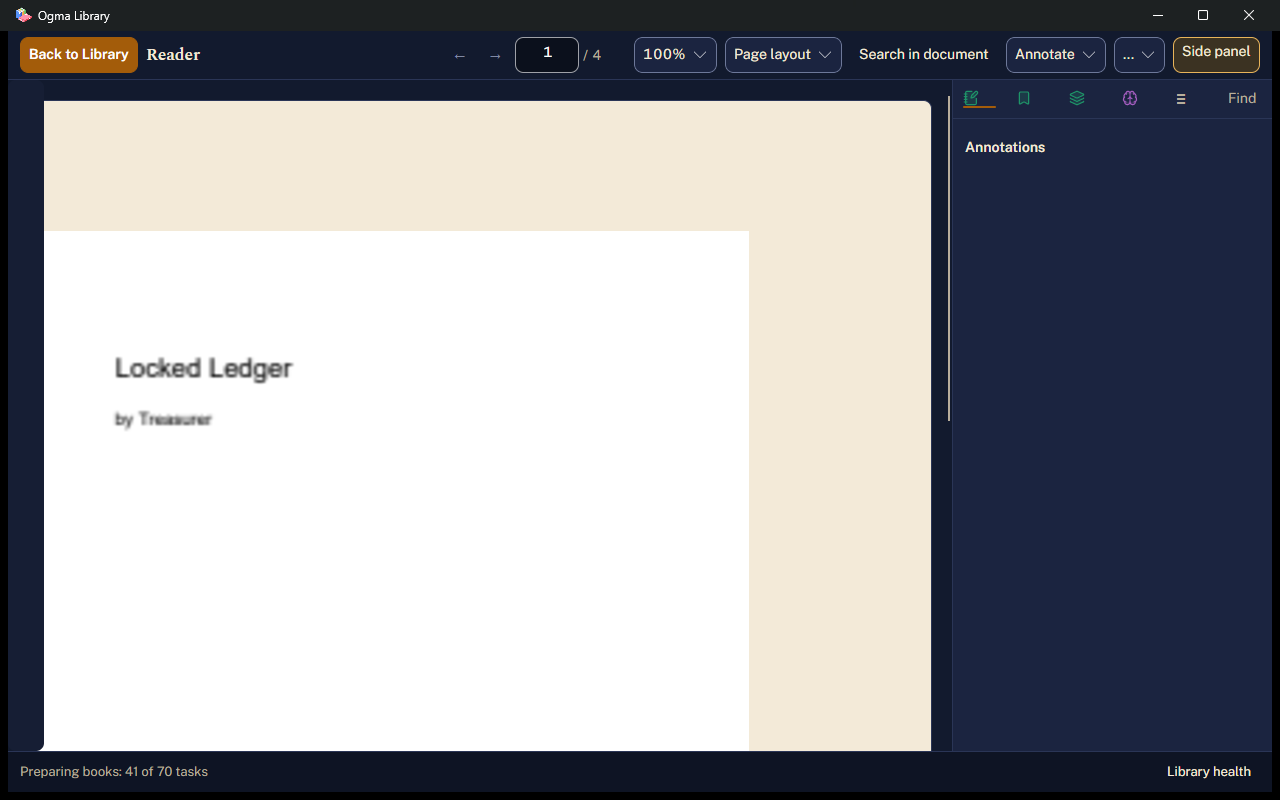 Ogma Library
Back to Library
Reader
← → 1 / 4
100%
Page layout
Search in document
Annotate
...
Side panel
Find
Annotations
Locked Ledger
by Treasurer
Preparing books: 41 of 70 tasks
Library health